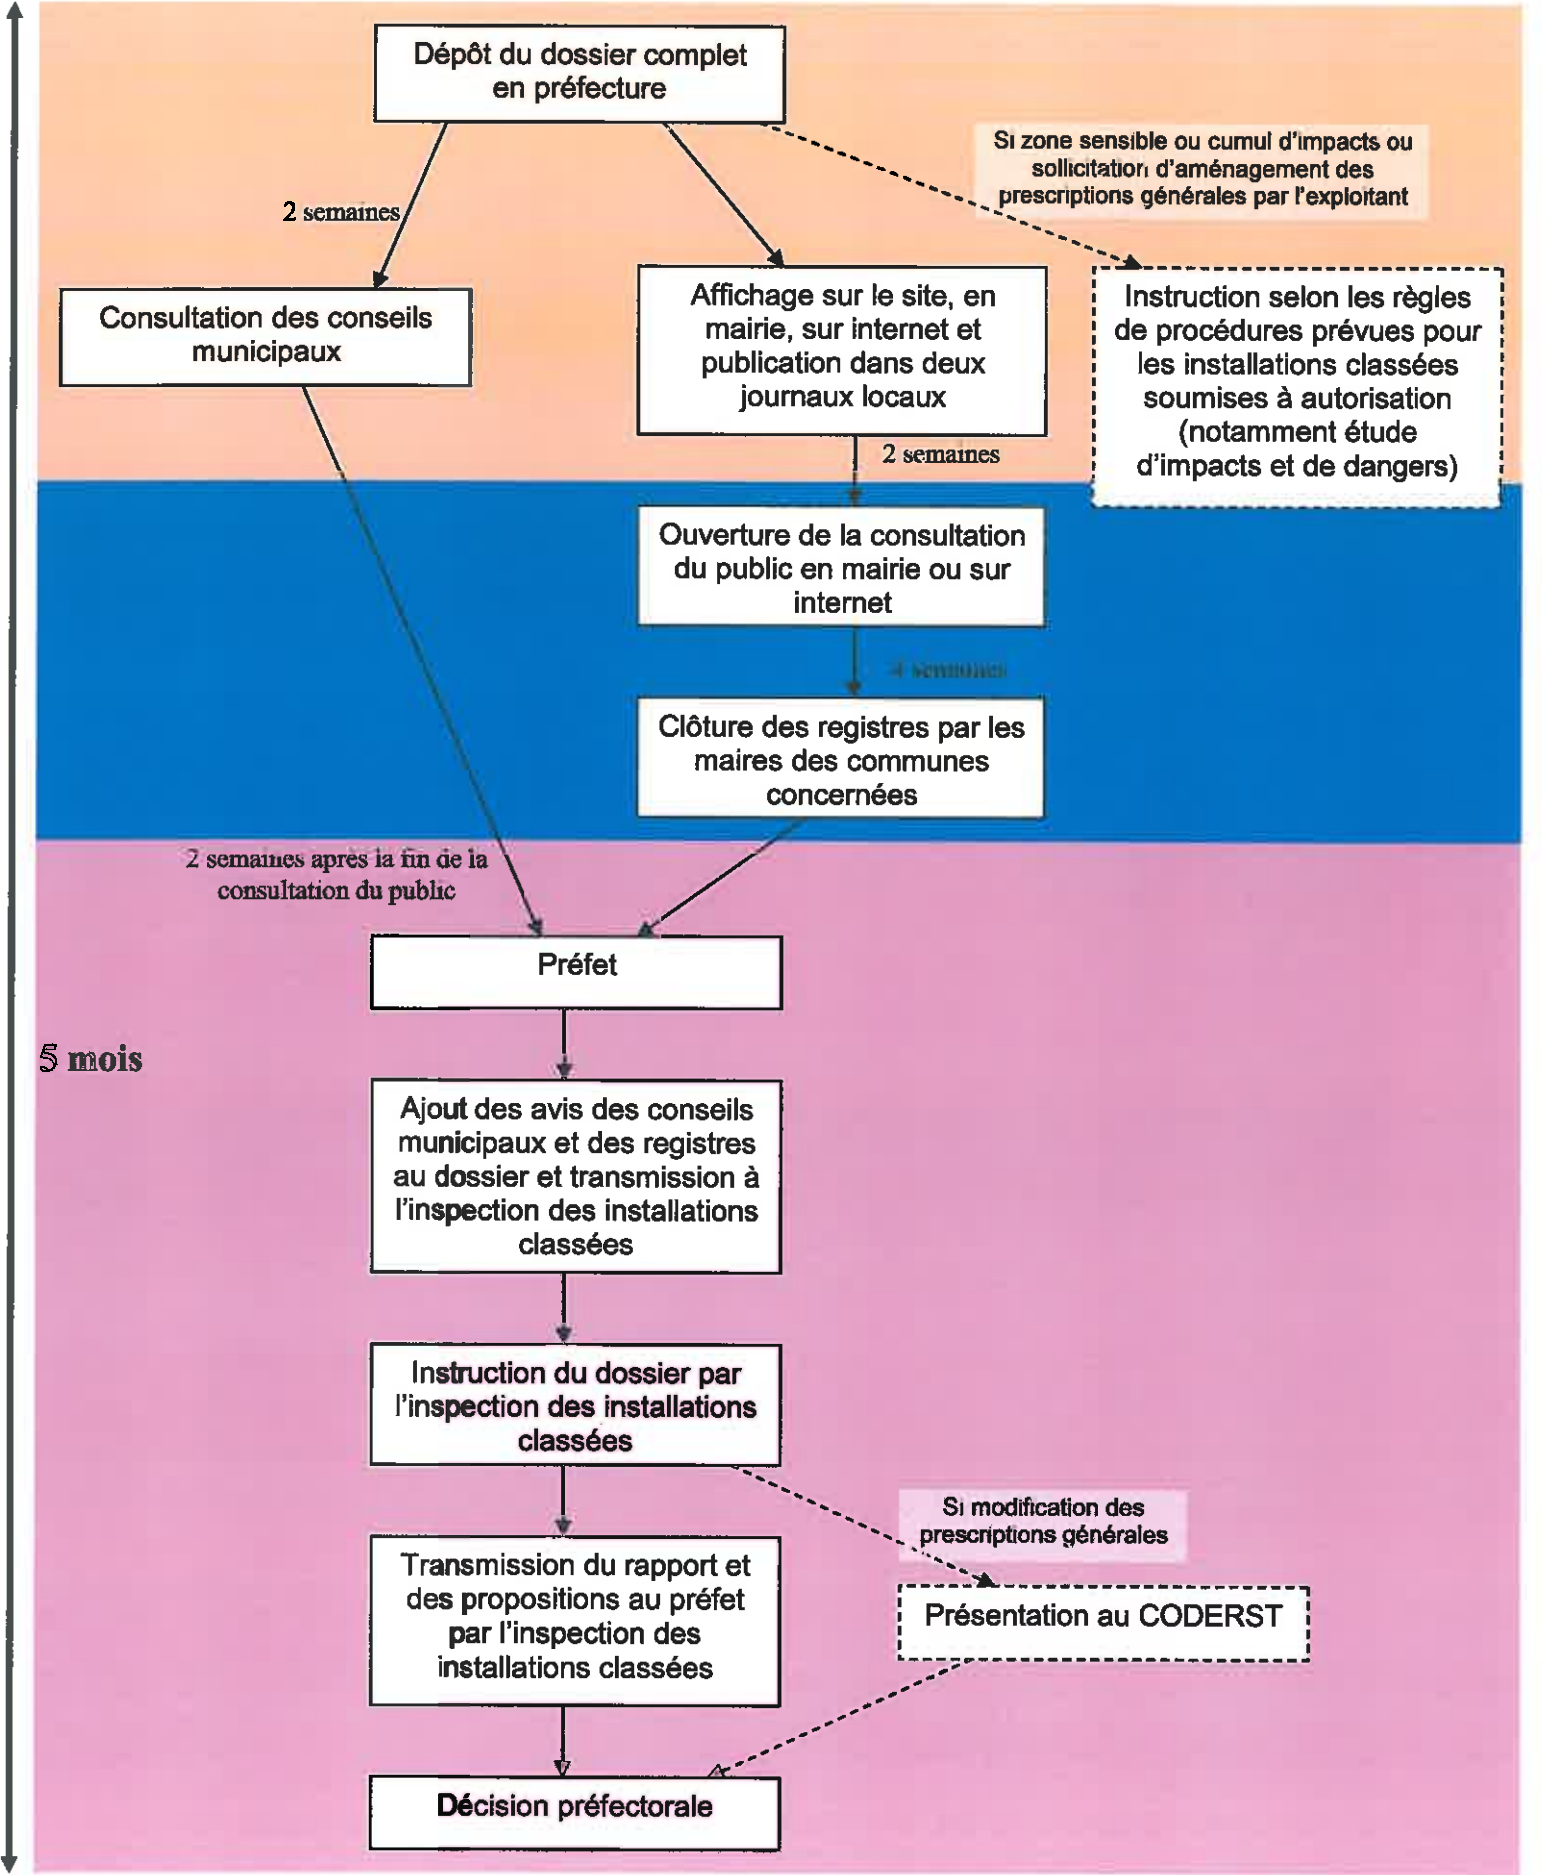 Dépôt du dossier complet
en préfecture
Si zone sensible ou cumul d'impacts ou
sollicitation d'aménagement des
prescriptions générales par l'exploitant
2 semaines
Consultation des conseils
municipaux
Affichage sur le site, en
mairie, sur internet et
publication dans deux
journaux locaux
Instruction selon les règles
de procédures prévues pour
les installations classées
soumises à autorisation
(notamment étude
d'impacts et de dangers)
2 semaines
Ouverture de la consultation
du public en mairie ou sur
internet
4 semaines
Clôture des registres par les
maires des communes
concernées
2 semaines après la fin de la
consultation du public
Préfet
5 mois
Ajout des avis des conseils
municipaux et des registres
au dossier et transmission à
l'inspection des installations
classées
Instruction du dossier par
l'inspection des installations
classées
Si modification des
prescriptions générales
Transmission du rapport et
des propositions au préfet
par l'inspection des
installations classées
Présentation au CODERST
Décision préfectorale